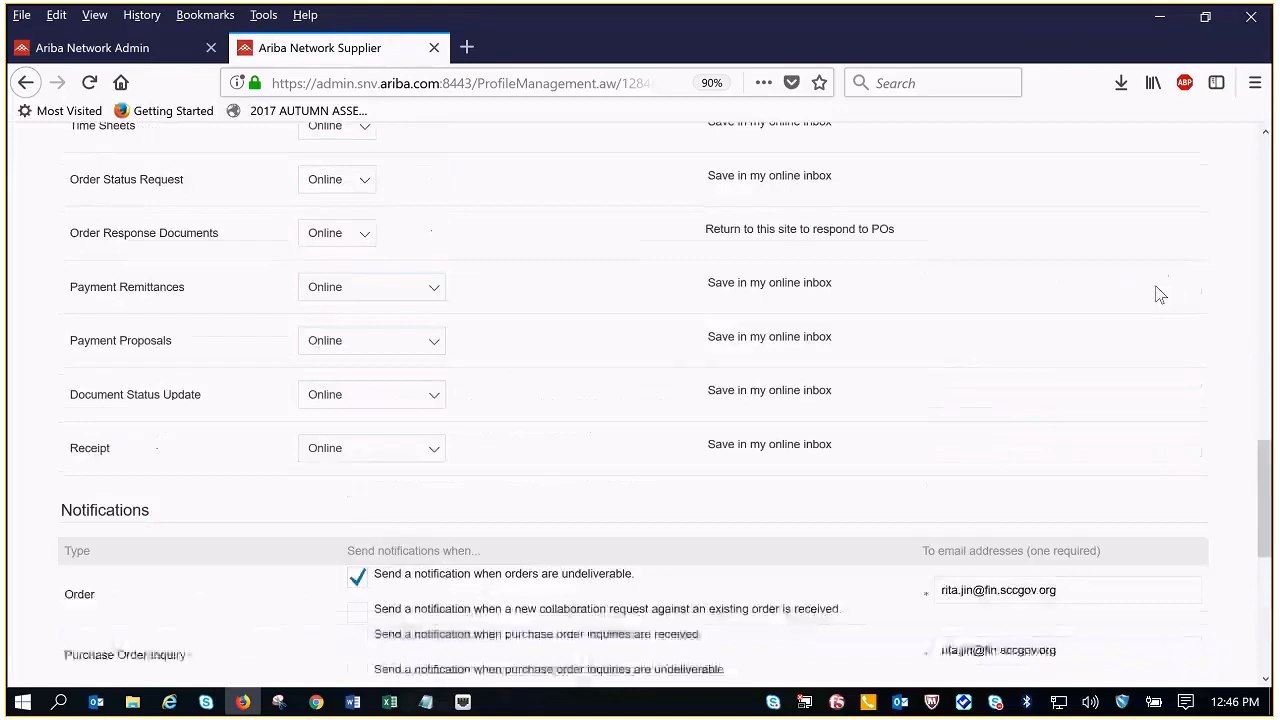 File Edit View History Bookmarks Tools Help
Ariba Network Admin
Ariba Network Supplier
https://admin.snv.ariba.com:8443/ProfileManagement.aw/1284
90%
Search
Most Visited Getting Started 2017 AUTUMN ASSE...
Time Sheets Online Save in my online inbox
Order Status Request Online Save in my online inbox
Order Response Documents Online Return to this site to respond to POs
Payment Remittances Online Save in my online inbox
Payment Proposals Online Save in my online inbox
Document Status Update Online Save in my online inbox
Receipt Online Save in my online inbox
Notifications
Type Send notifications when... To email addresses (one required)
Send a notification when orders are undeliverable.
Order * rita.jin@fin.sccgov.org
Send a notification when a new collaboration request against an existing order is received.
Send a notification when purchase order inquiries are received
Purchase Order Inquiry * rita.jin@fin.sccgov.org
Send a notification when purchase order inquiries are undeliverable
12:46 PM